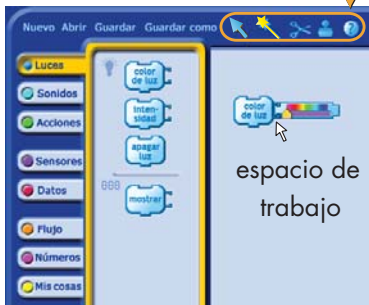 Nuevo Abrir Guardar Guardar como
Luces
Sonidos
Acciones
Sensores
Datos
Flujo
Números
Mis cosas
color
de luz
inten-
sidad
apagar
luz
mostrar
color
de luz
espacio de
trabajo
?